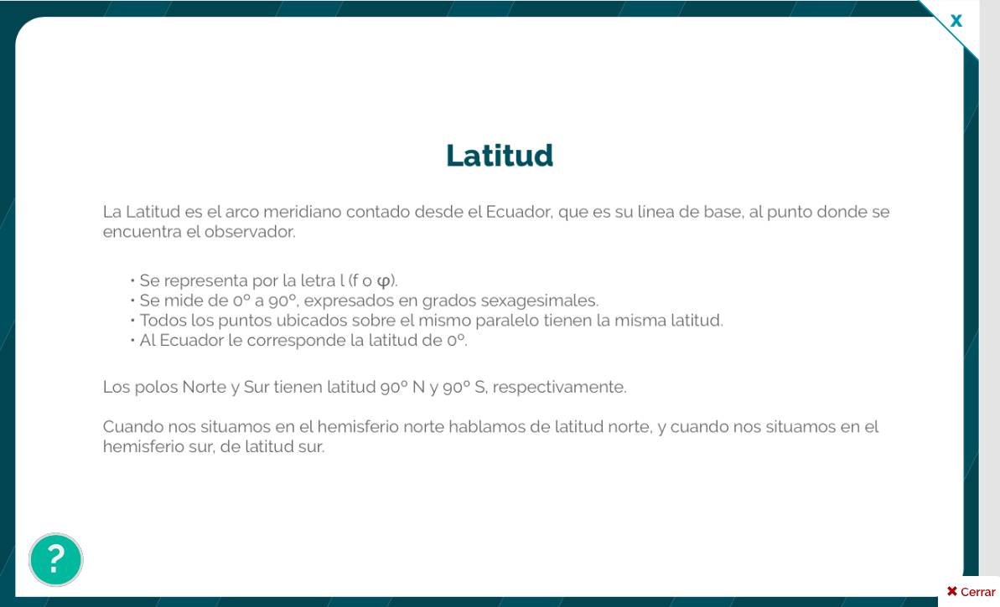 x
Latitud
La Latitud es el arco meridiano contado desde el Ecuador, que es su línea de base, al punto donde se
encuentra el observador.
• Se representa por la letra l (f o φ).
• Se mide de 0º a 90º, expresados en grados sexagesimales.
• Todos los puntos ubicados sobre el mismo paralelo tienen la misma latitud.
• Al Ecuador le corresponde la latitud de 0º.
Los polos Norte y Sur tienen latitud 90º N y 90º S, respectivamente.
Cuando nos situamos en el hemisferio norte hablamos de latitud norte, y cuando nos situamos en el
hemisferio sur, de latitud sur.
?
✖ Cerrar